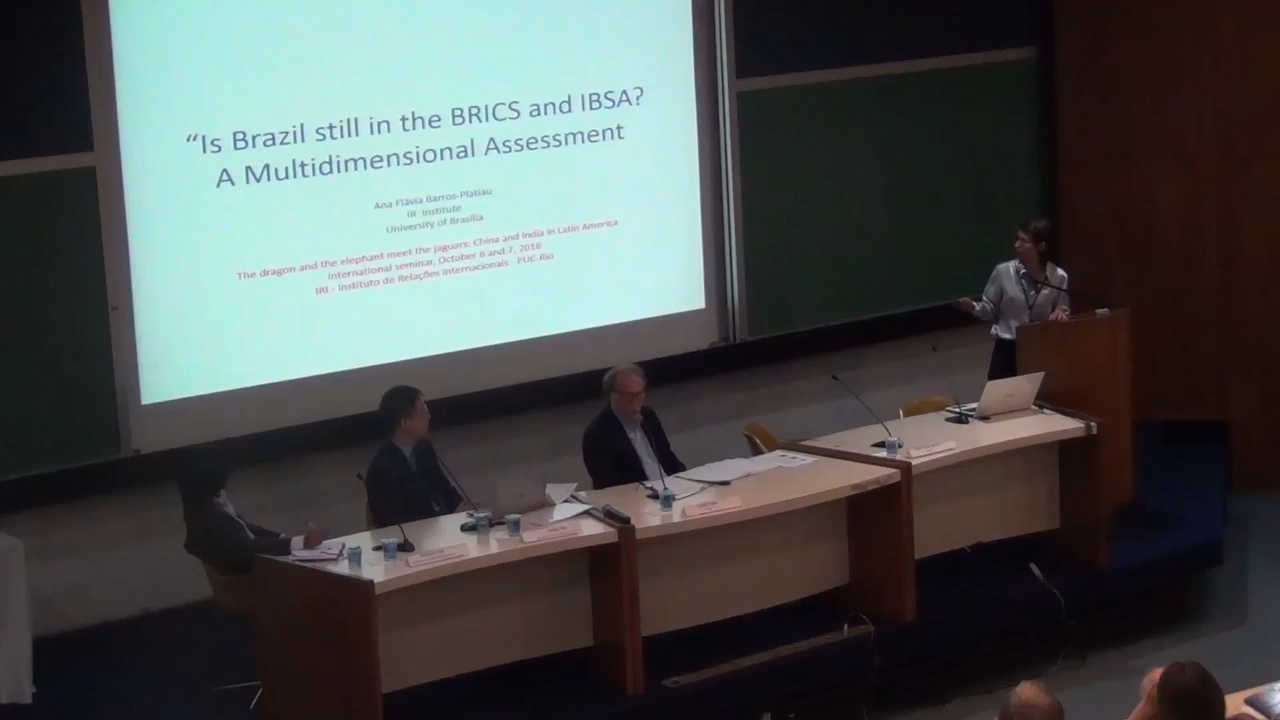 “Is Brazil still in the BRICS and IBSA?
A Multidimensional Assessment
Ana Flávia Barros-Platiau
IR Institute
University of Brasília
The dragon and the elephant meet the jaguars: China and India in Latin America
International seminar, October 6 and 7, 2016
IRI - Instituto de Relações Internacionais - PUC-Rio